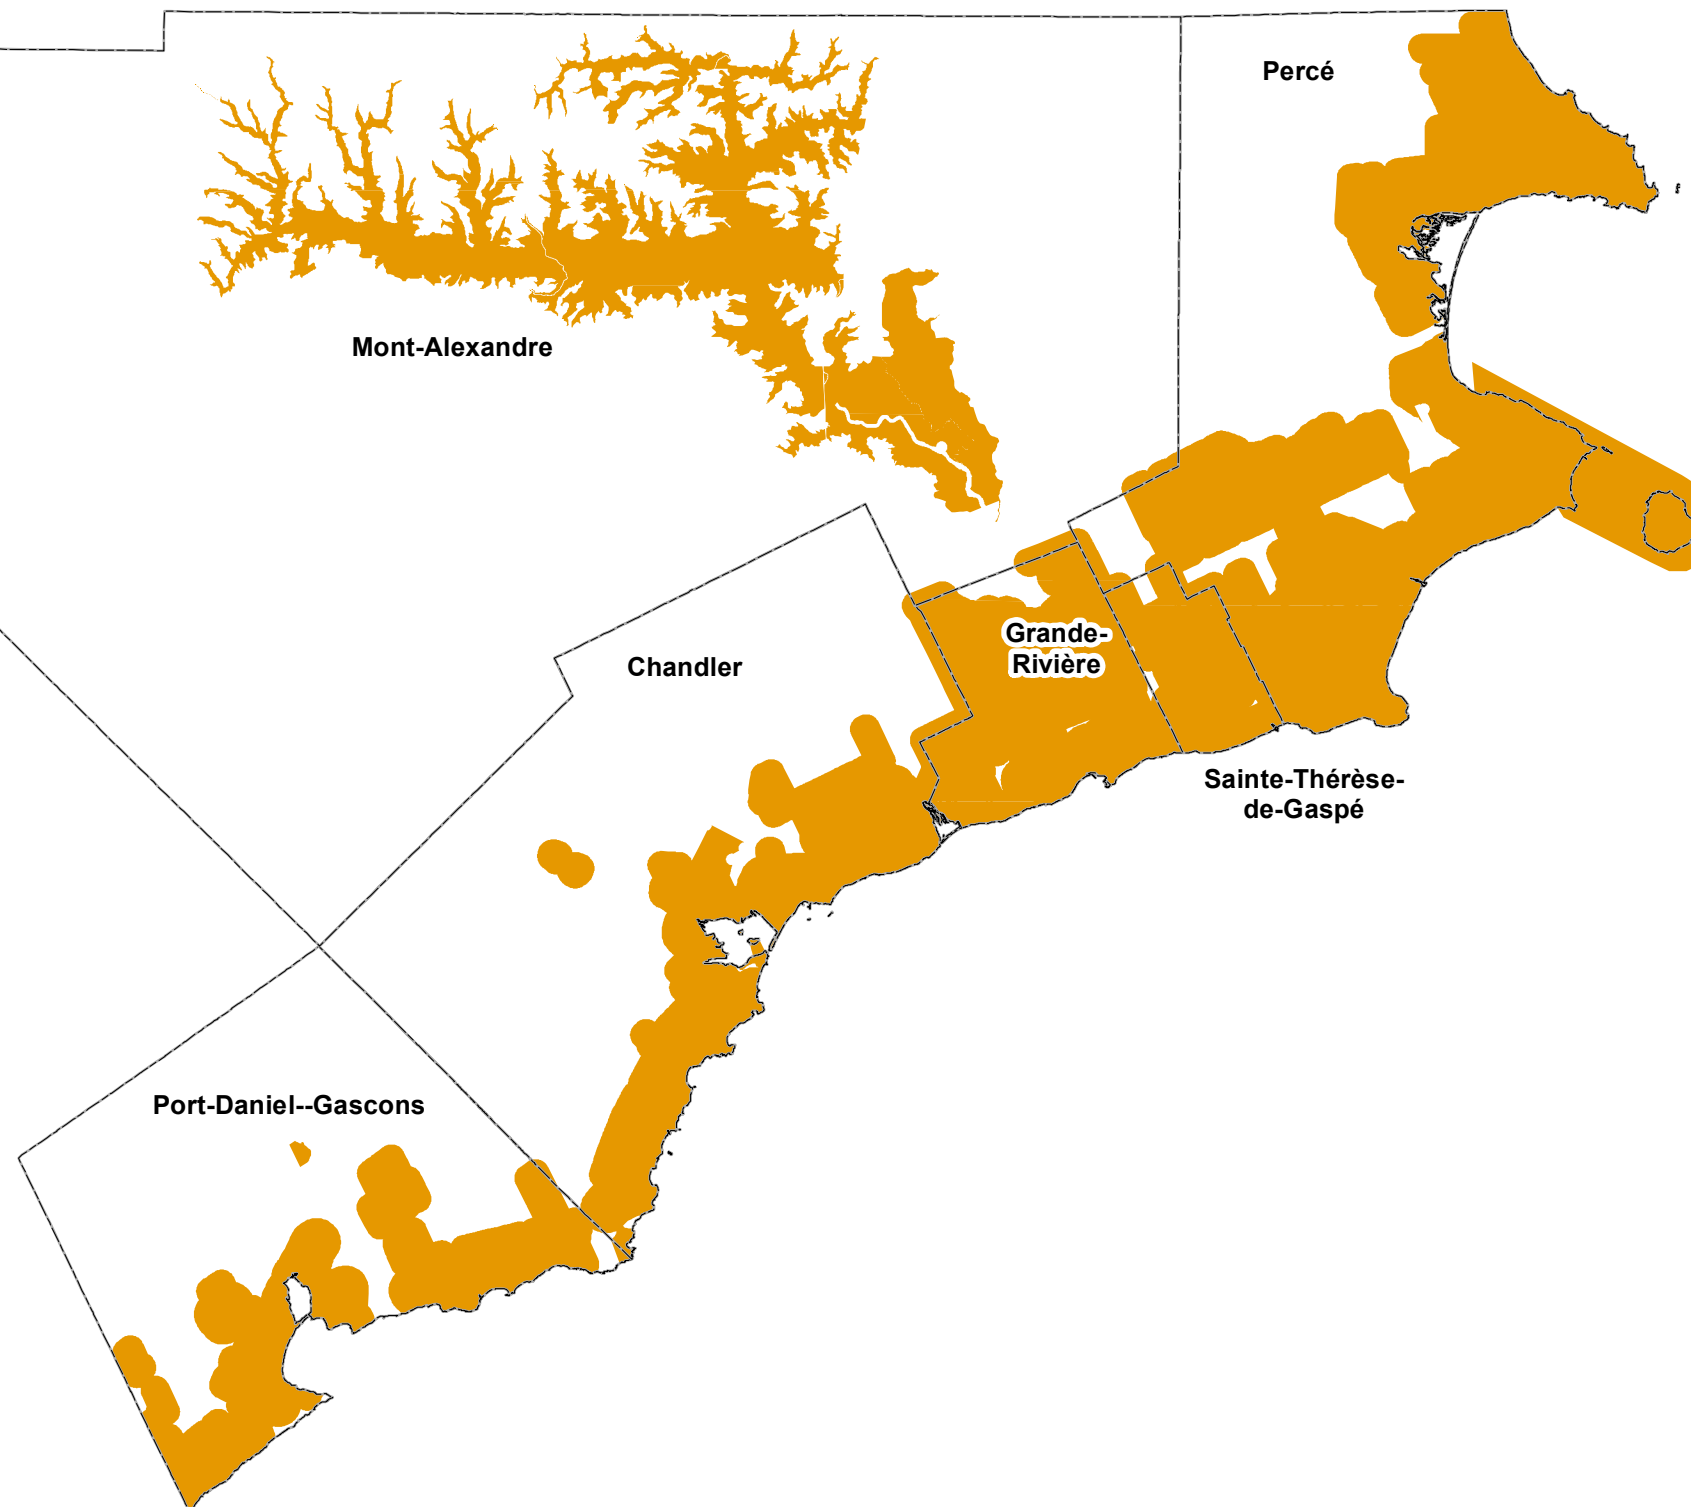 Percé
Mont-Alexandre
Grande-
Rivière
Chandler
Sainte-Thérèse-
de-Gaspé
Port-Daniel--Gascons